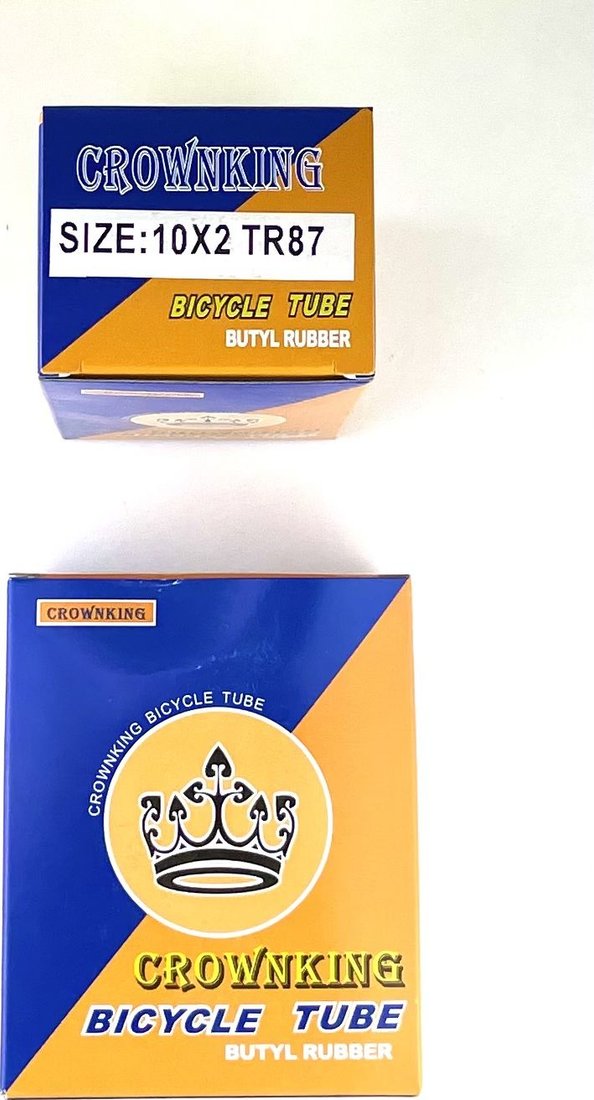 CROWNKING
SIZE:10X2 TR87
BICYCLE TUBE
BUTYL RUBBER
CROWNKING
CROWNKING BICYCLE TUBE
CROWNKING
BICYCLE TUBE
BUTYL RUBBER